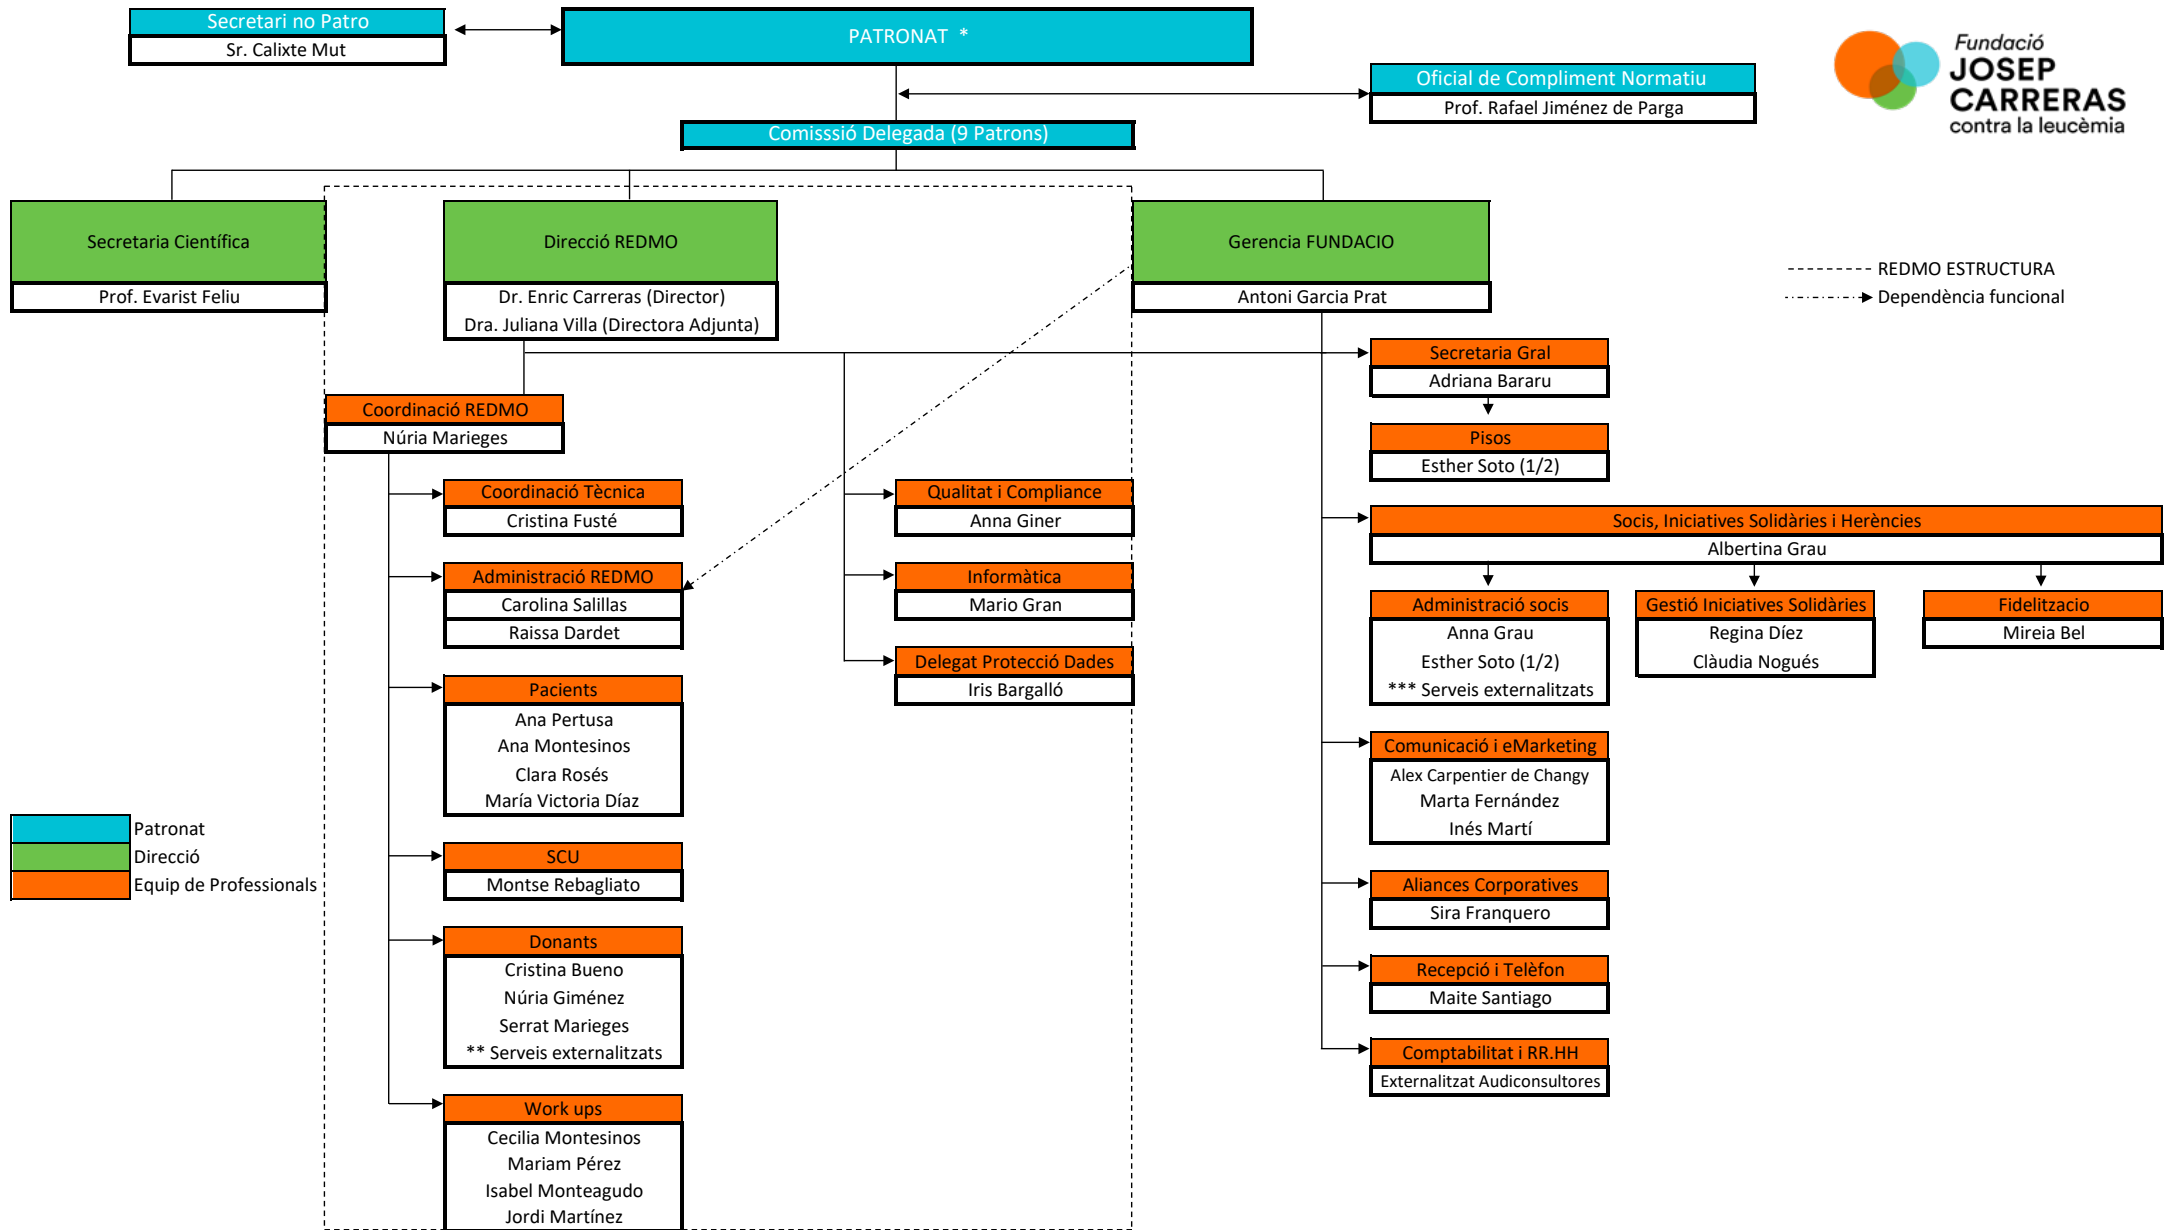 Secretari no Patro
Sr. Calixte Mut
PATRONAT *
Fundació
JOSEP
CARRERAS
contra la leucèmia
Oficial de Compliment Normatiu
Prof. Rafael Jiménez de Parga
Comisssió Delegada (9 Patrons)
Secretaria Científica
Prof. Evarist Feliu
Direcció REDMO
Dr. Enric Carreras (Director)
Dra. Juliana Villa (Directora Adjunta)
Gerencia FUNDACIO
Antoni Garcia Prat
REDMO ESTRUCTURA
Dependència funcional
Coordinació REDMO
Núria Marieges
Coordinació Tècnica
Cristina Fusté
Administració REDMO
Carolina Salillas
Raissa Dardet
Pacients
Ana Pertusa
Ana Montesinos
Clara Rosés
María Victoria Díaz
SCU
Montse Rebagliato
Donants
Cristina Bueno
Núria Giménez
Serrat Marieges
** Serveis externalitzats
Work ups
Cecilia Montesinos
Mariam Pérez
Isabel Monteagudo
Jordi Martínez
Qualitat i Compliance
Anna Giner
Informàtica
Mario Gran
Delegat Protecció Dades
Iris Bargalló
Secretaria Gral
Adriana Bararu
Pisos
Esther Soto (1/2)
Socis, Iniciatives Solidàries i Herències
Albertina Grau
Administració socis
Anna Grau
Esther Soto (1/2)
*** Serveis externalitzats
Gestió Iniciatives Solidàries
Regina Díez
Clàudia Nogués
Fidelitzacio
Mireia Bel
Comunicació i eMarketing
Alex Carpentier de Changy
Marta Fernández
Inés Martí
Aliances Corporatives
Sira Franquero
Recepció i Telèfon
Maite Santiago
Comptabilitat i RR.HH
Externalitzat Audiconsultores
Patronat
Direcció
Equip de Professionals